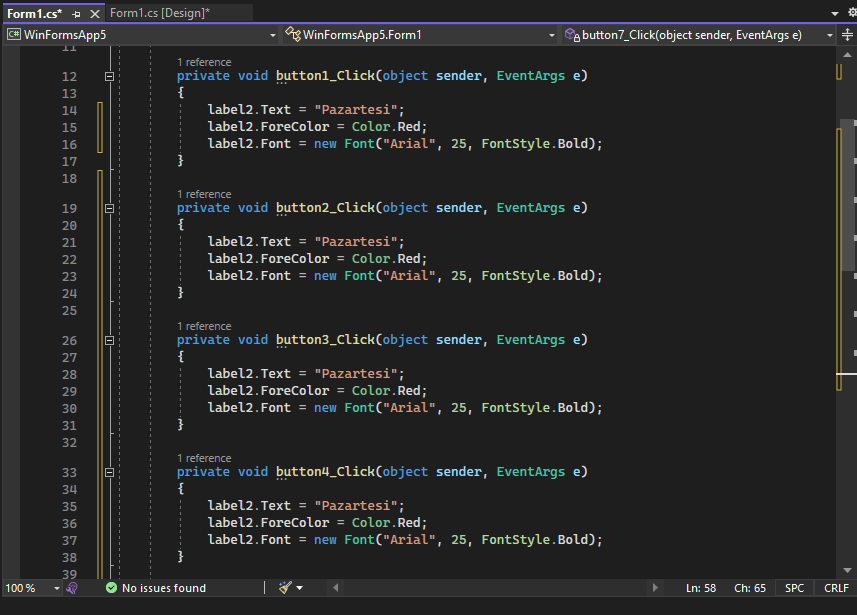 Form1.cs* Form1.cs [Design]*
C# WinFormsApp5 WinFormsApp5.Form1 button7_Click(object sender, EventArgs e)
11
1 reference
12 private void button1_Click(object sender, EventArgs e)
13 {
14 label2.Text = "Pazartesi";
15 label2.ForeColor = Color.Red;
16 label2.Font = new Font("Arial", 25, FontStyle.Bold);
17 }
18
1 reference
19 private void button2_Click(object sender, EventArgs e)
20 {
21 label2.Text = "Pazartesi";
22 label2.ForeColor = Color.Red;
23 label2.Font = new Font("Arial", 25, FontStyle.Bold);
24 }
25
1 reference
26 private void button3_Click(object sender, EventArgs e)
27 {
28 label2.Text = "Pazartesi";
29 label2.ForeColor = Color.Red;
30 label2.Font = new Font("Arial", 25, FontStyle.Bold);
31 }
32
1 reference
33 private void button4_Click(object sender, EventArgs e)
34 {
35 label2.Text = "Pazartesi";
36 label2.ForeColor = Color.Red;
37 label2.Font = new Font("Arial", 25, FontStyle.Bold);
38 }
39
100 % No issues found Ln: 58 Ch: 65 SPC CRLF